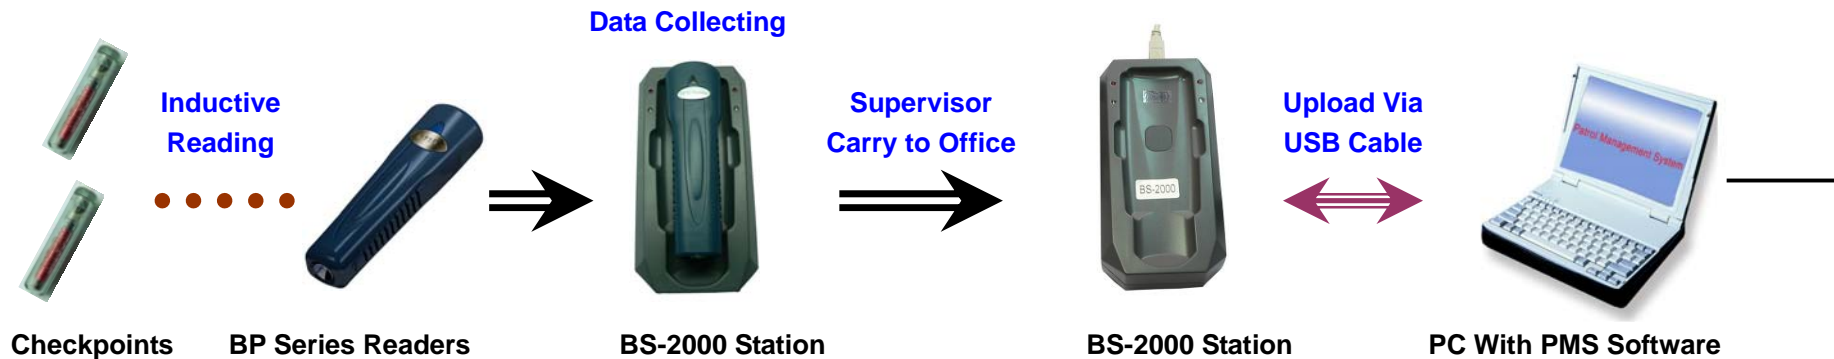 Data Collecting
Inductive
Reading
Supervisor
Carry to Office
Upload Via
USB Cable
Patrol Management System
BS-2000
Checkpoints
BP Series Readers
BS-2000 Station
BS-2000 Station
PC With PMS Software